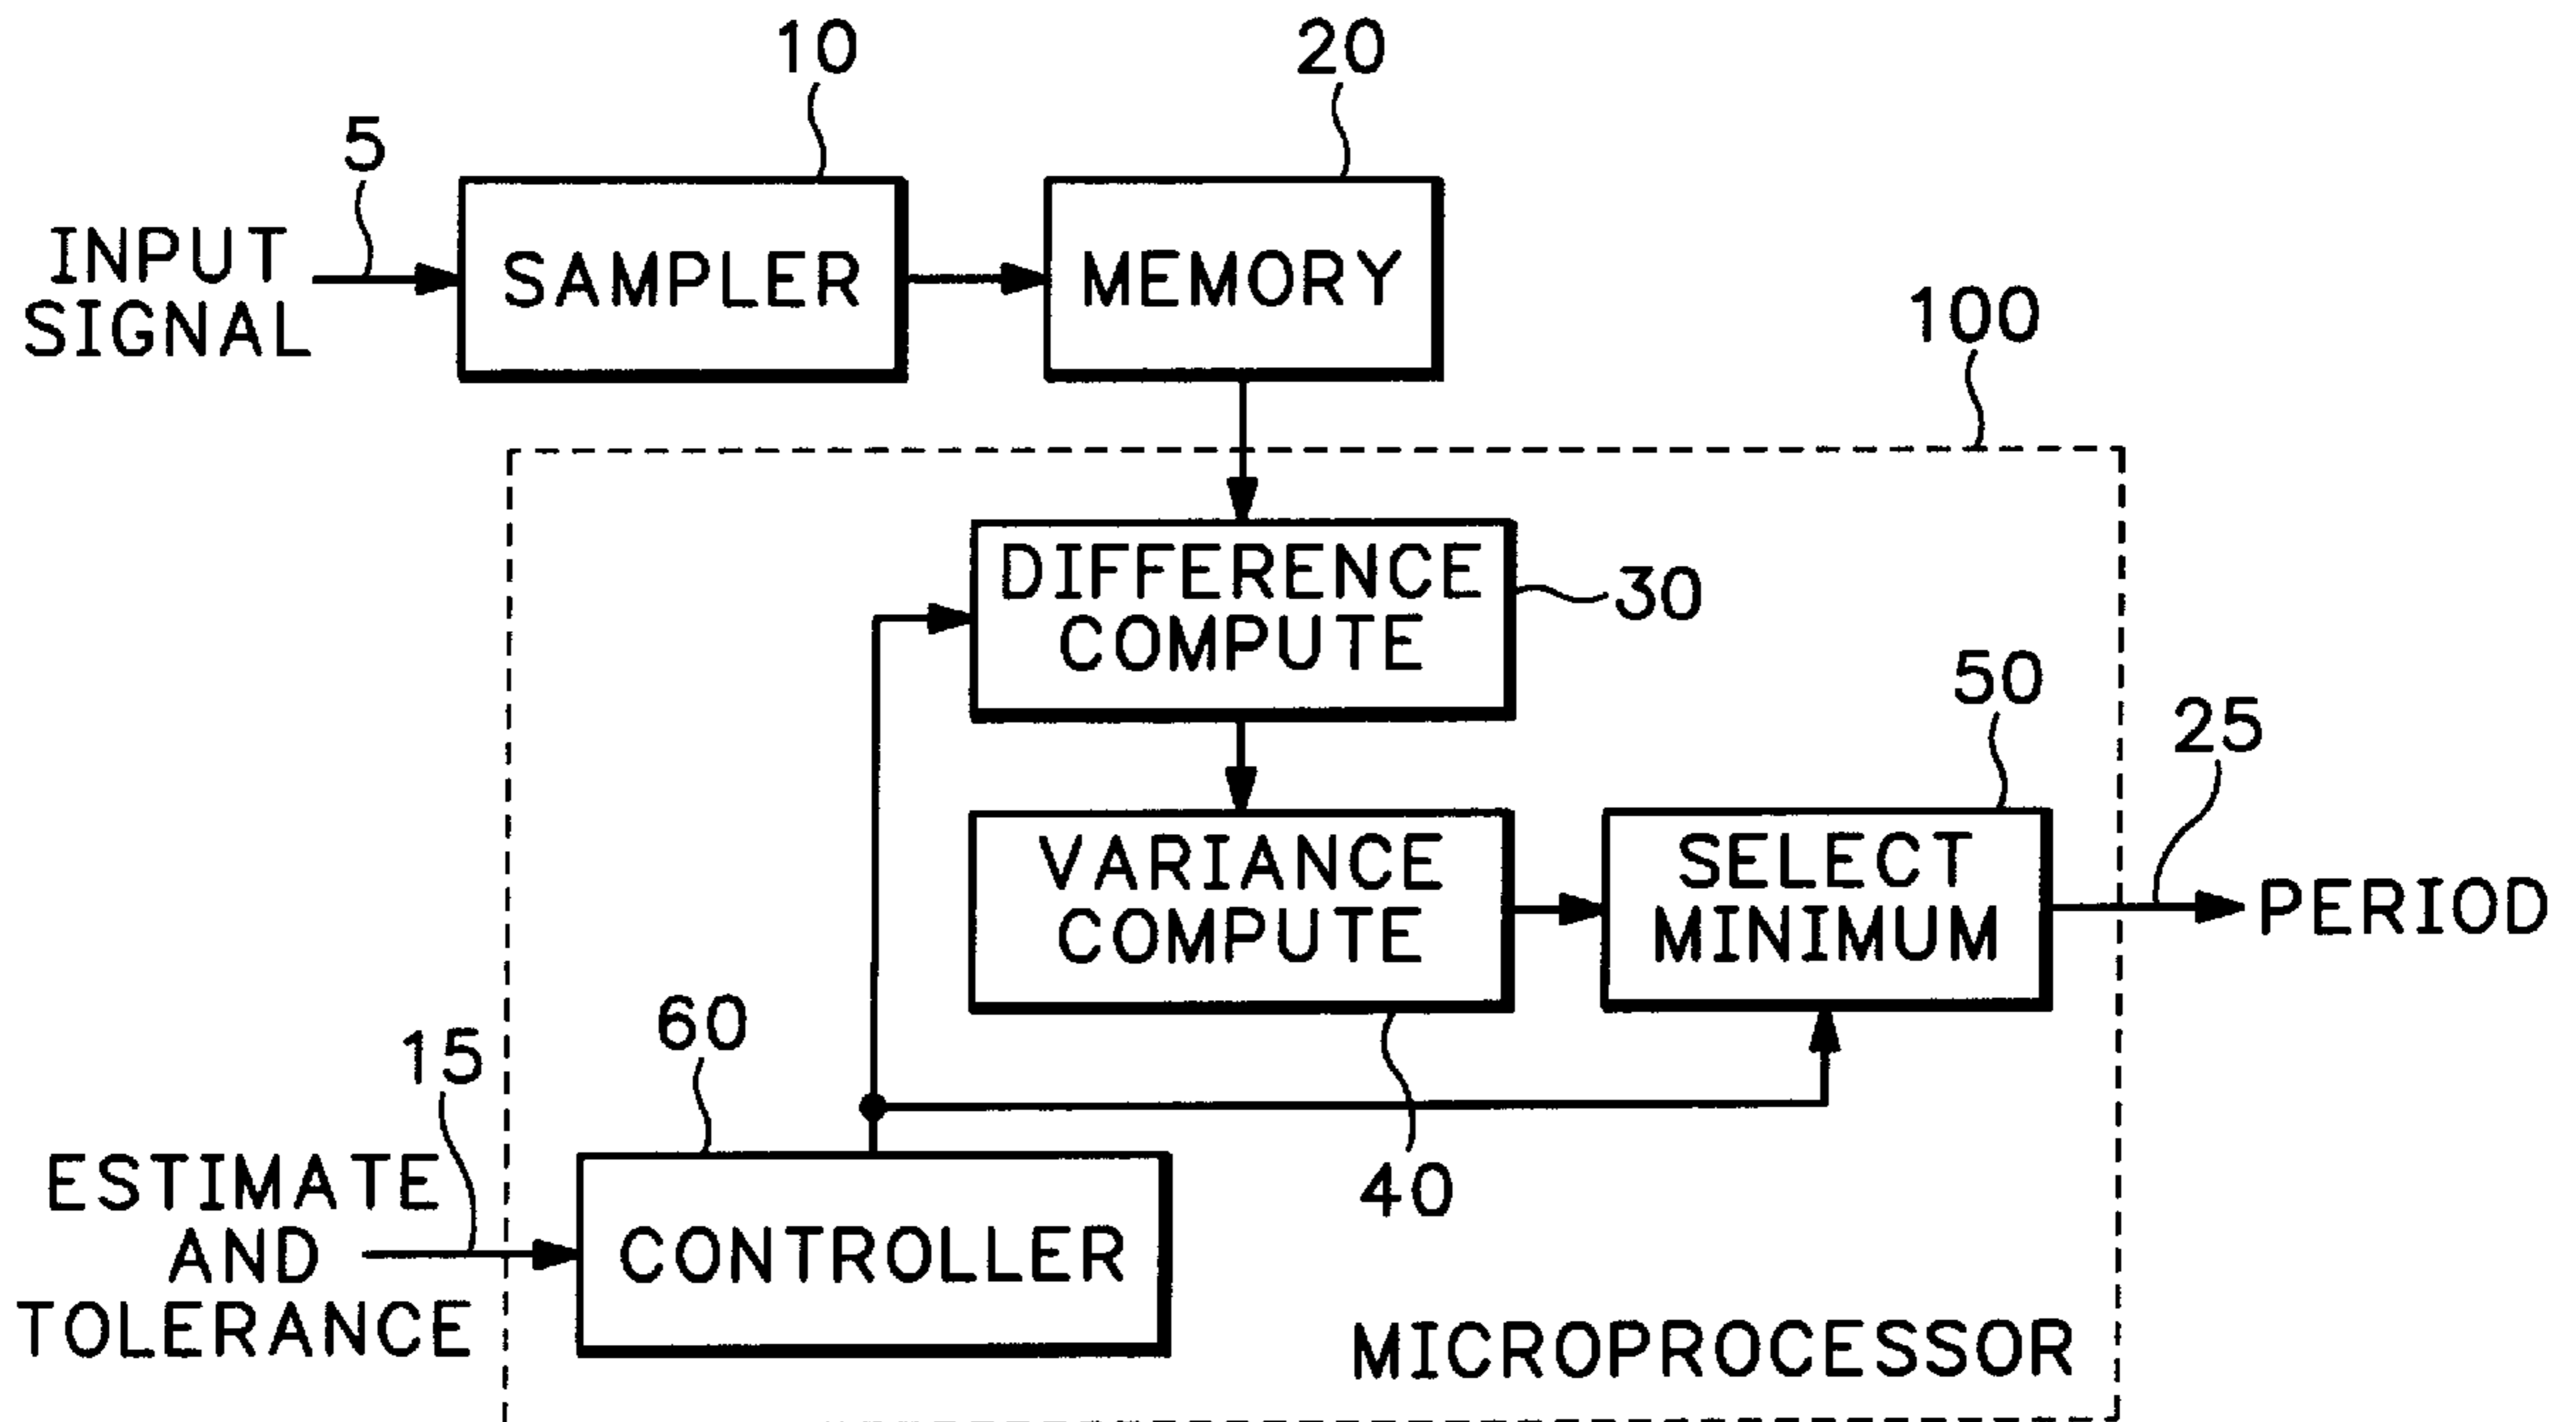 10
20
5
INPUT
SIGNAL
SAMPLER
MEMORY
100
DIFFERENCE
COMPUTE
30
50
25
VARIANCE
COMPUTE
SELECT
MINIMUM
PERIOD
60
15
40
ESTIMATE
AND
TOLERANCE
CONTROLLER
MICROPROCESSOR